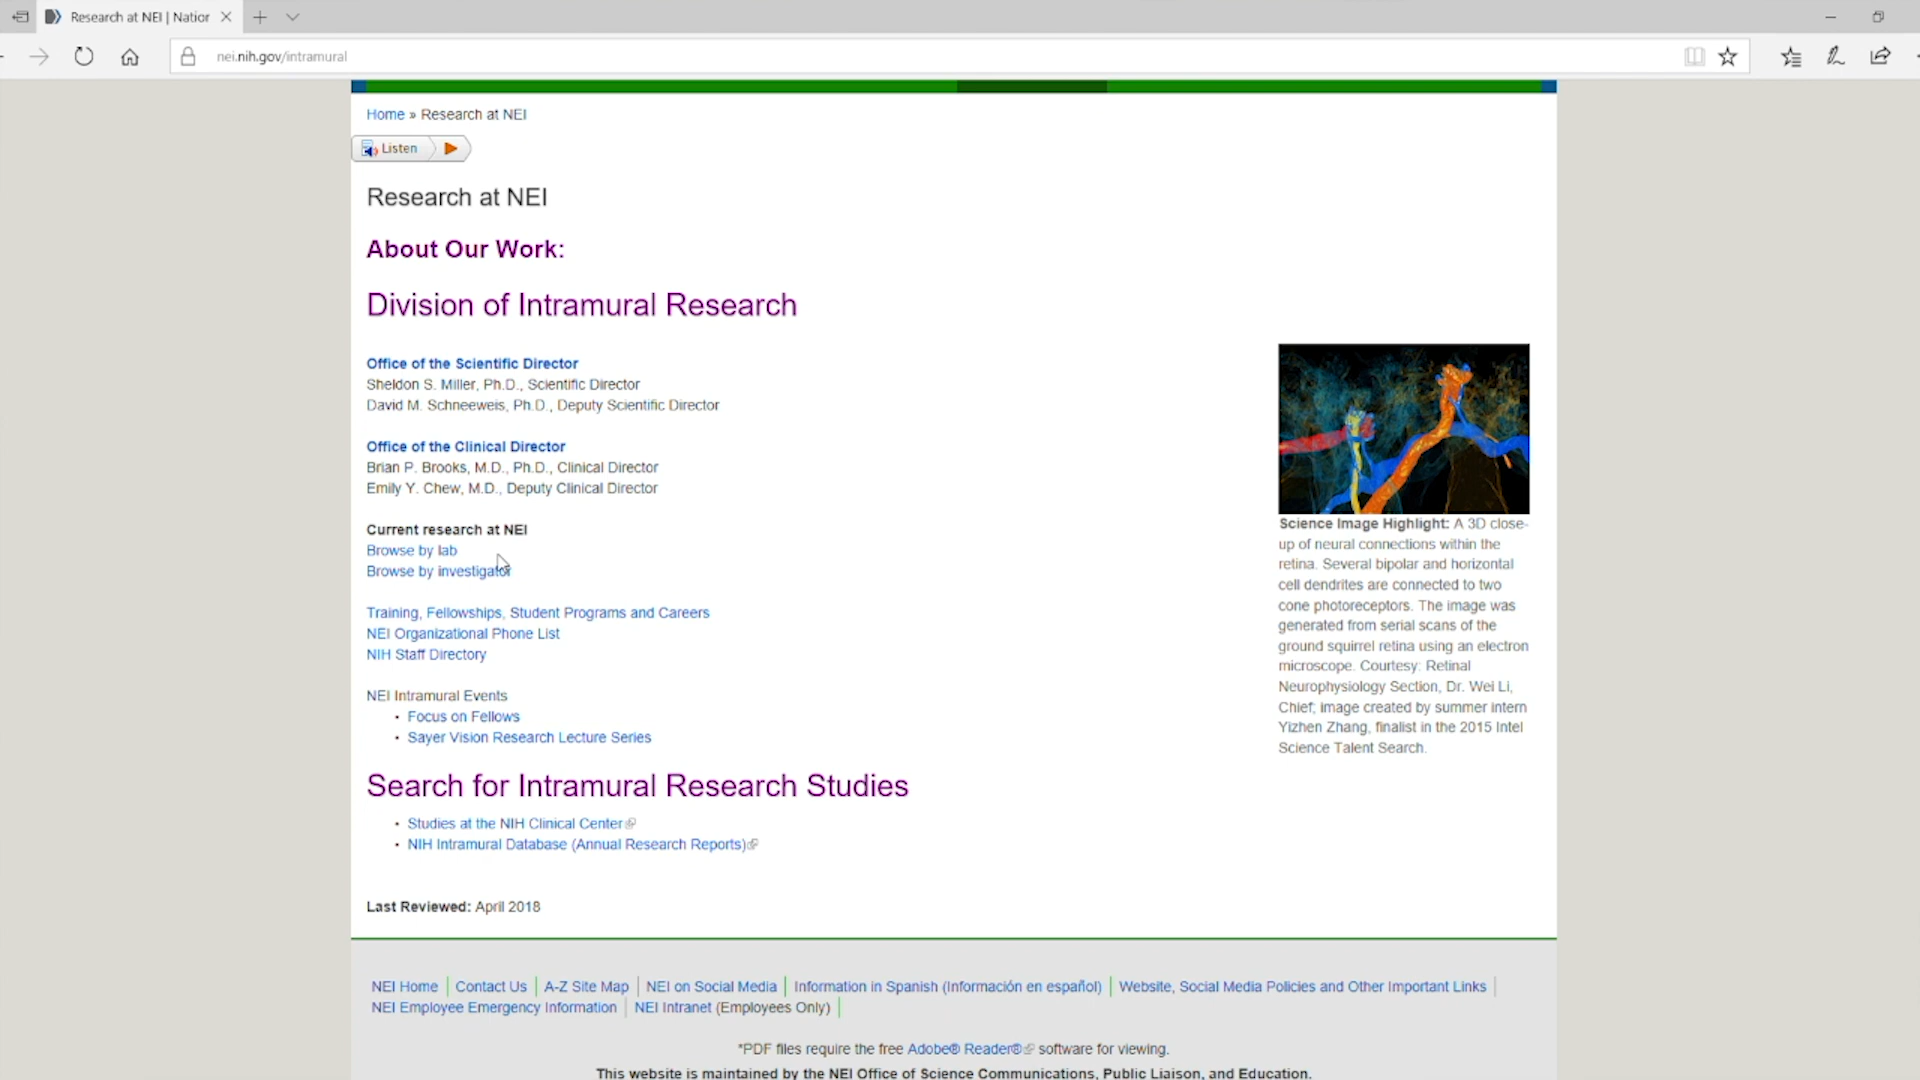 Research at NEI | Nation
nei.nih.gov/intramural
Home » Research at NEI
Listen
Research at NEI
About Our Work:
Division of Intramural Research
Office of the Scientific Director
Sheldon S. Miller, Ph.D., Scientific Director
David M. Schneeweis, Ph.D., Deputy Scientific Director
Office of the Clinical Director
Brian P. Brooks, M.D., Ph.D., Clinical Director
Emily Y. Chew, M.D., Deputy Clinical Director
Current research at NEI
Browse by lab
Browse by investigator
Training, Fellowships, Student Programs and Careers
NEI Organizational Phone List
NIH Staff Directory
NEI Intramural Events
• Focus on Fellows
• Sayer Vision Research Lecture Series
Science Image Highlight: A 3D close-
up of neural connections within the
retina. Several bipolar and horizontal
cell dendrites are connected to two
cone photoreceptors. The image was
generated from serial scans of the
ground squirrel retina using an electron
microscope. Courtesy: Retinal
Neurophysiology Section, Dr. Wei Li,
Chief; image created by summer intern
Yizhen Zhang, finalist in the 2015 Intel
Science Talent Search.
Search for Intramural Research Studies
• Studies at the NIH Clinical Center
• NIH Intramural Database (Annual Research Reports)
Last Reviewed: April 2018
NEI Home | Contact Us | A-Z Site Map | NEI on Social Media | Information in Spanish (Información en español) | Website, Social Media Policies and Other Important Links |
NEI Employee Emergency Information | NEI Intranet (Employees Only) |
*PDF files require the free Adobe® Reader® software for viewing.
This website is maintained by the NEI Office of Science Communications, Public Liaison, and Education.